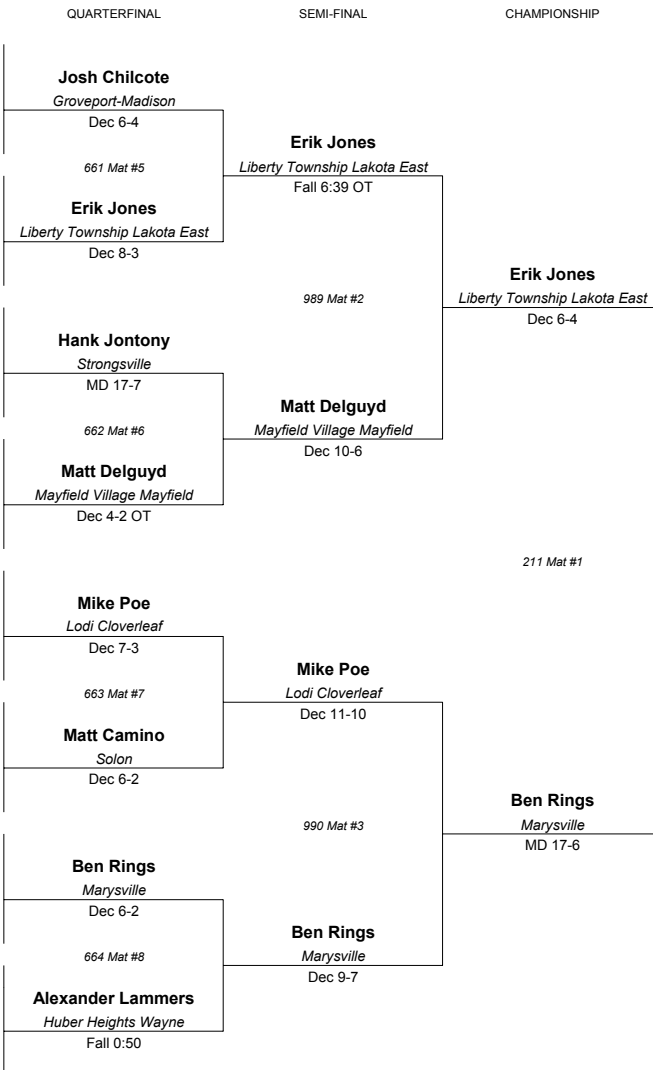 QUARTERFINAL SEMI-FINAL CHAMPIONSHIP
Josh Chilcote
Groveport-Madison
Dec 6-4
Erik Jones
661 Mat #5
Liberty Township Lakota East
Fall 6:39 OT
Erik Jones
Liberty Township Lakota East
Dec 8-3
Erik Jones
989 Mat #2
Liberty Township Lakota East
Dec 6-4
Hank Jontony
Strongsville
MD 17-7
Matt Delguyd
662 Mat #6
Mayfield Village Mayfield
Dec 10-6
Matt Delguyd
Mayfield Village Mayfield
Dec 4-2 OT
211 Mat #1
Mike Poe
Lodi Cloverleaf
Dec 7-3
Mike Poe
663 Mat #7
Lodi Cloverleaf
Dec 11-10
Matt Camino
Solon
Dec 6-2
Ben Rings
990 Mat #3
Marysville
MD 17-6
Ben Rings
Marysville
Dec 6-2
Ben Rings
664 Mat #8
Marysville
Dec 9-7
Alexander Lammers
Huber Heights Wayne
Fall 0:50